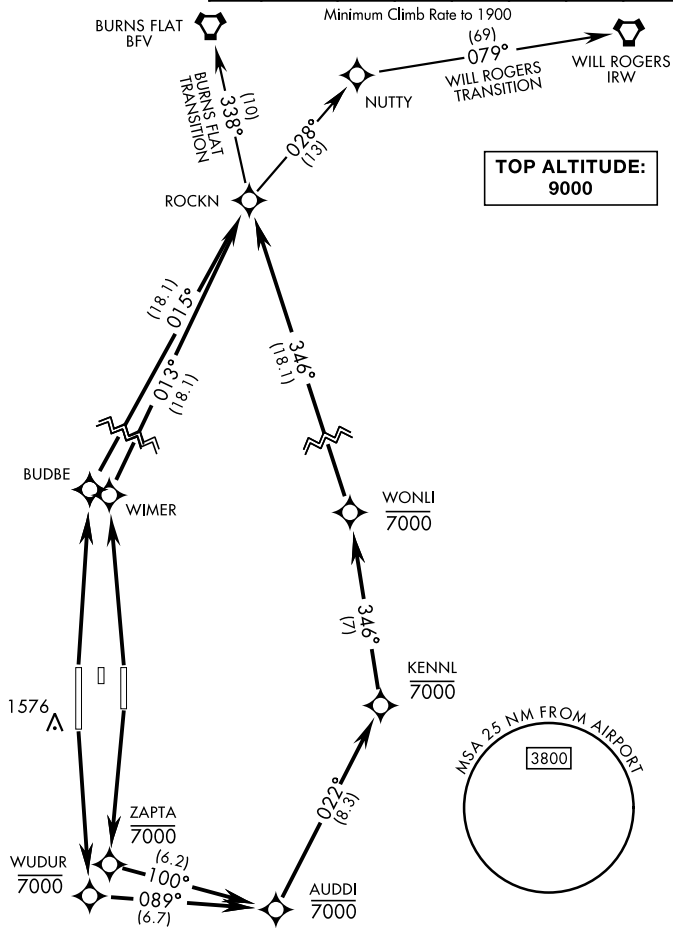 Minimum Climb Rate to 1900
BURNS FLAT
BFV
(69)
079°
WILL ROGERS
TRANSITION
WILL ROGERS
IRW
NUTTY
BURNS FLAT
TRANSITION
338°
(10)
028°
(13)
TOP ALTITUDE:
9000
ROCKN
(18.1)
015°
013°
(18.1)
346°
(18.1)
BUDBE
WIMER
WONLI
7000
346°
(7)
KENNL
7000
1576
MSA 25 NM FROM AIRPORT
3800
022°
(8.3)
ZAPTA
7000
WUDUR
7000
(6.2)
100°
089°
(6.7)
AUDDI
7000